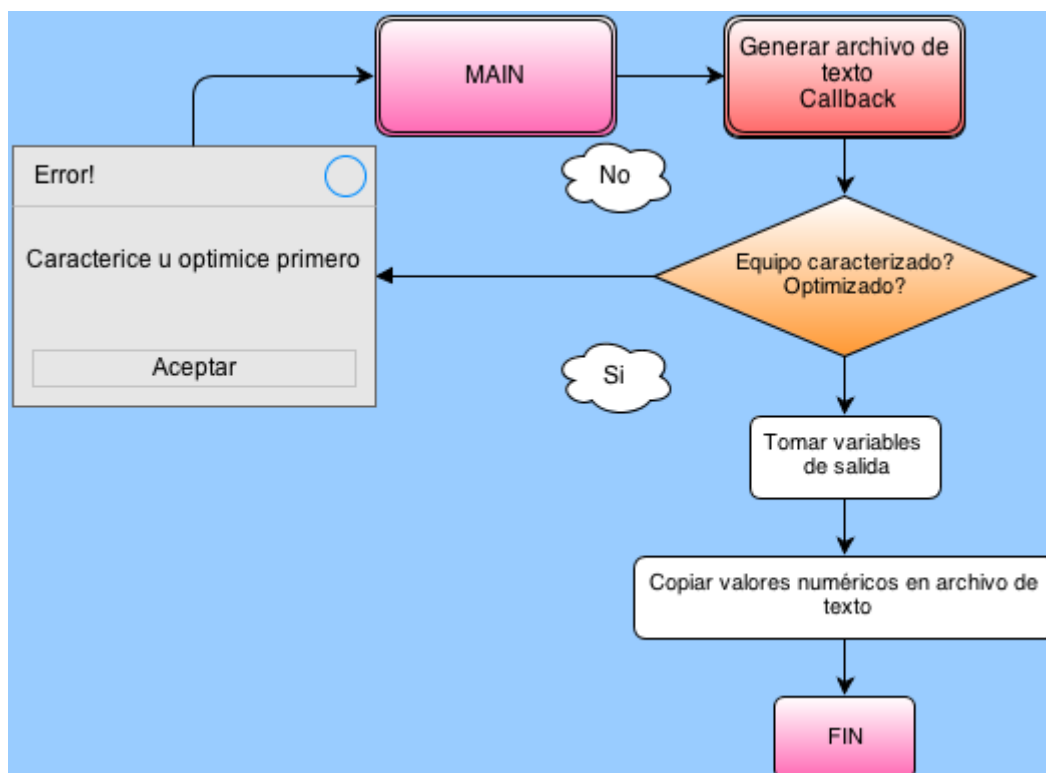 MAIN
Generar archivo de
texto
Callback
Error!
No
Caracterice u optimice primero
Equipo caracterizado?
Optimizado?
Aceptar
Si
Tomar variables
de salida
Copiar valores numéricos en archivo de
texto
FIN